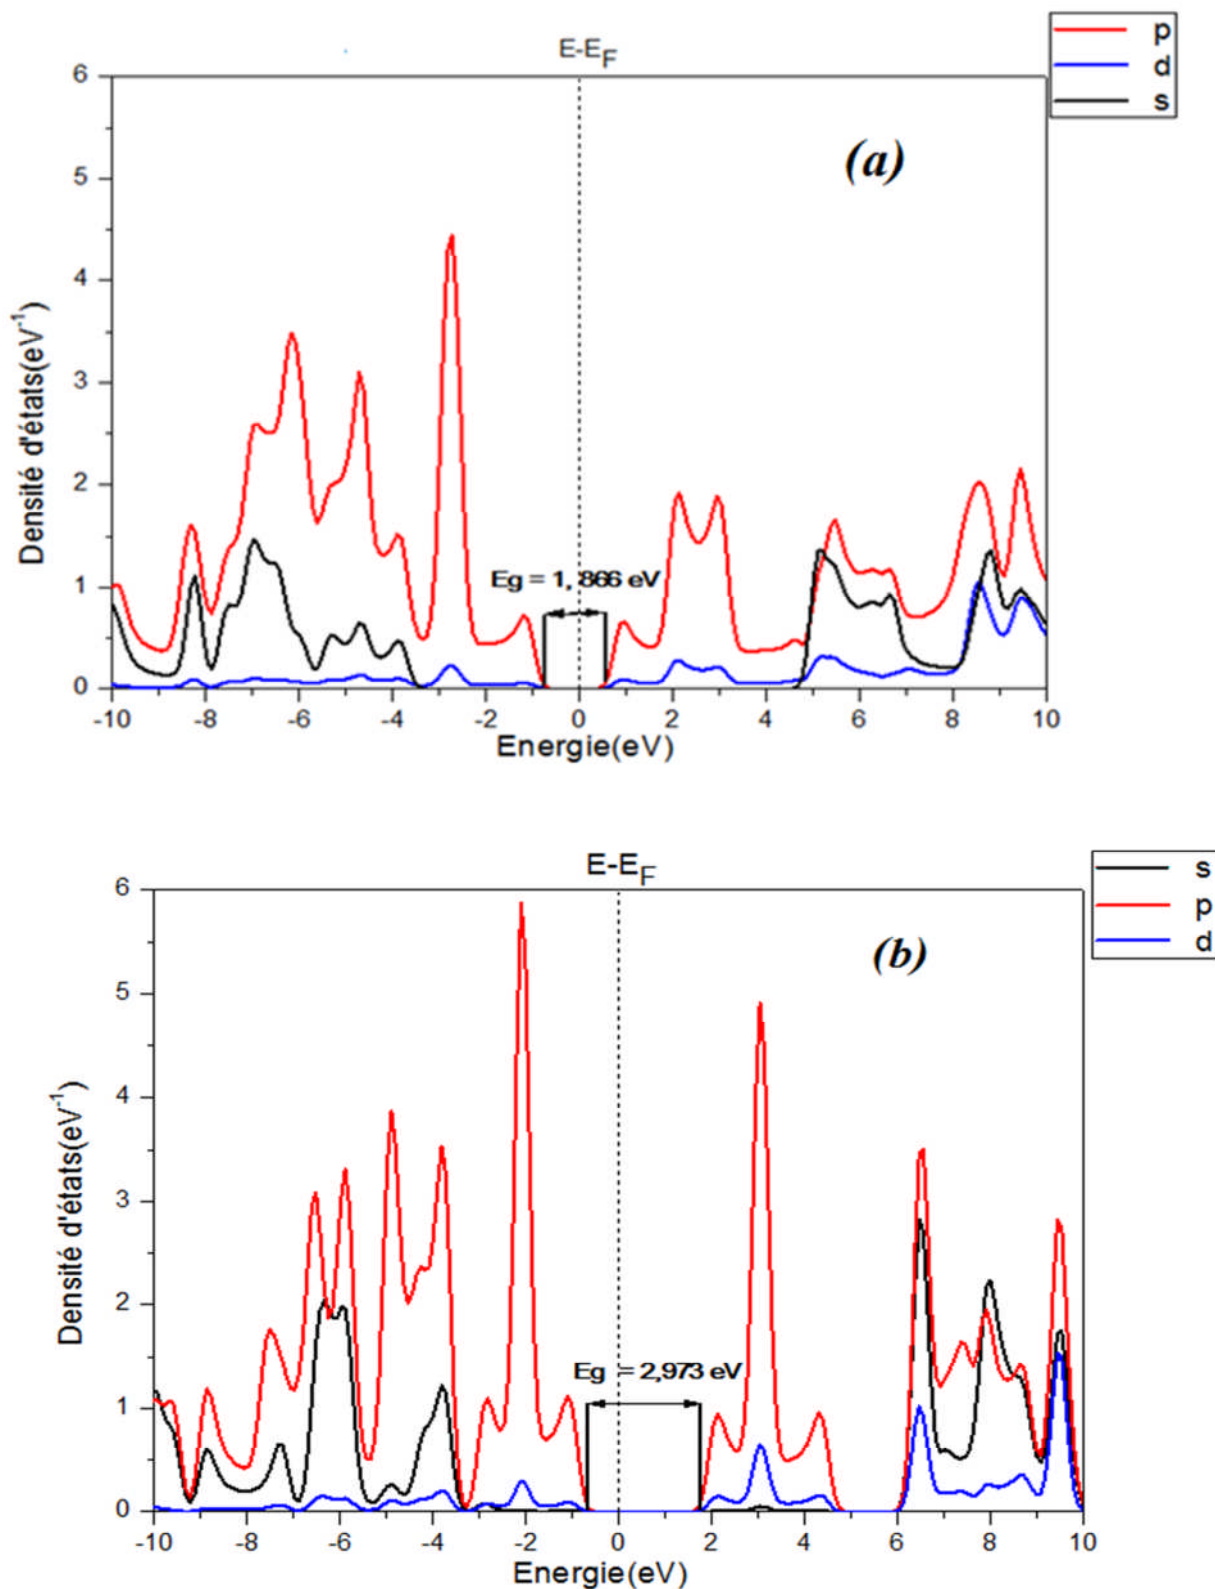 E-EF
p
d
s
(a)
6
5
4
3
2
1
0
Densité d'états(eV-1)
Eg = 1, 866 eV
-10 -8 -6 -4 -2 0 2 4 6 8 10
Energie(eV)
E-EF
s
p
d
(b)
6
5
4
3
2
1
0
Densité d'états(eV-1)
Eg = 2,973 eV
-10 -8 -6 -4 -2 0 2 4 6 8 10
Energie(eV)